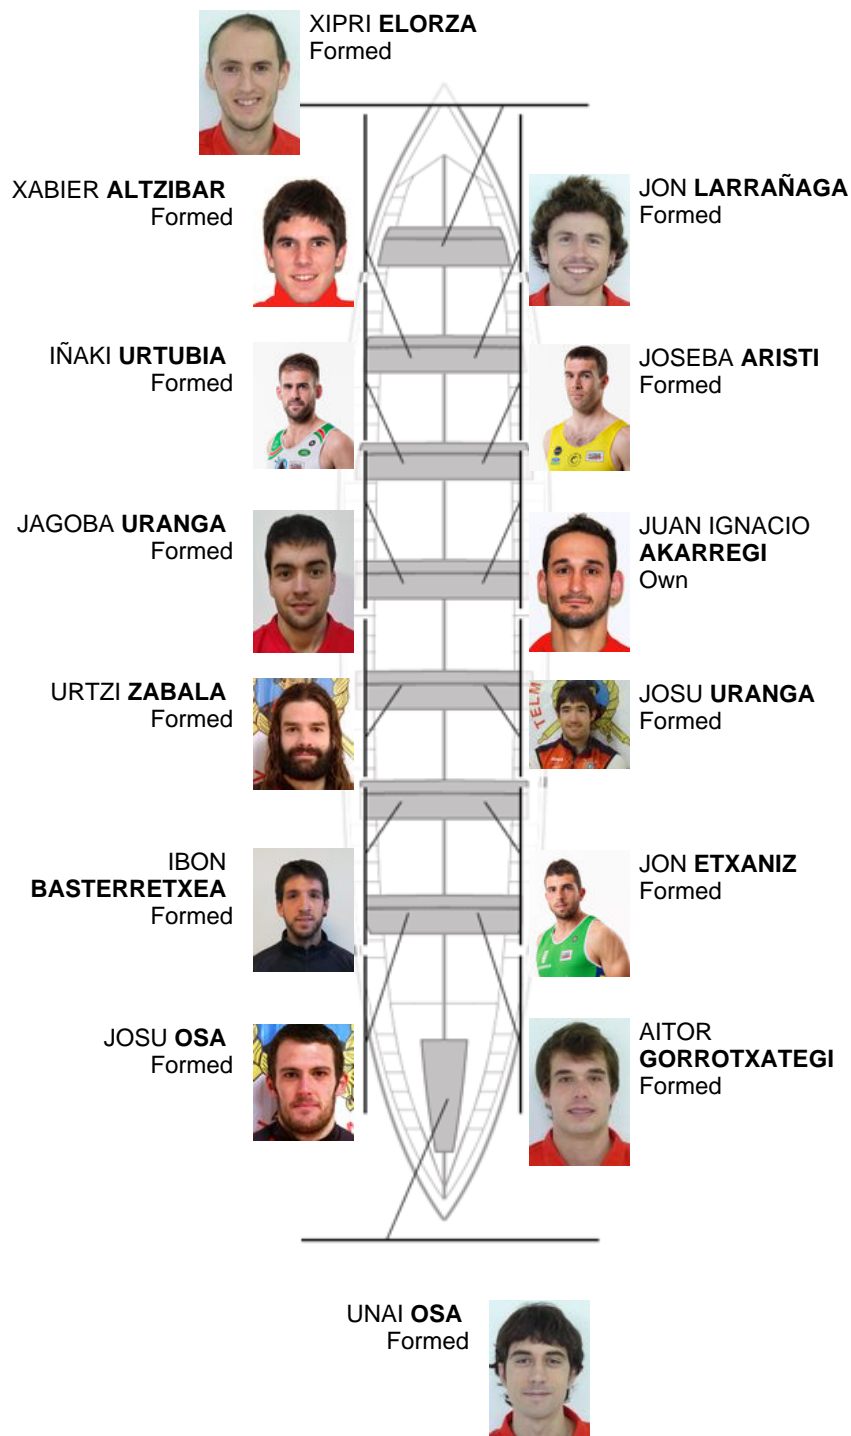 XIPRI ELORZA
Formed
XABIER ALTZIBAR
Formed
JON LARRAÑAGA
Formed
IÑAKI URTUBIA
Formed
JOSEBA ARISTI
Formed
JAGOBA URANGA
Formed
JUAN IGNACIO
AKARREGI
Own
URTZI ZABALA
Formed
TELM
JOSU URANGA
Formed
IBON
BASTERRETXEA
Formed
JON ETXANIZ
Formed
JOSU OSA
Formed
AITOR
GORROTXATEGI
Formed
UNAI OSA
Formed